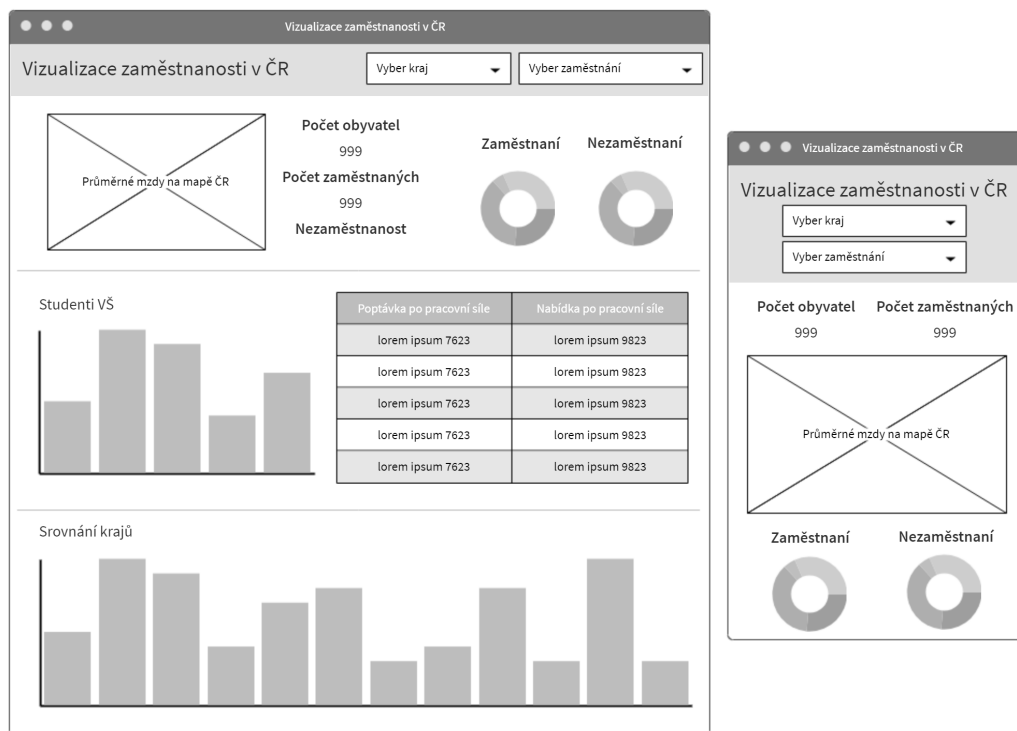 Vizualizace zaměstnanosti v ČR
Vizualizace zaměstnanosti v ČR
Vyber kraj
Vyber zaměstnání
Průměrné mzdy na mapě ČR
Počet obyvatel
999
Počet zaměstnaných
999
Nezaměstnanost
Zaměstnaní
Nezaměstnaní
Studenti VŠ
Poptávka po pracovní síle Nabídka po pracovní síle
lorem ipsum 7623 lorem ipsum 9823
lorem ipsum 7623 lorem ipsum 9823
lorem ipsum 7623 lorem ipsum 9823
lorem ipsum 7623 lorem ipsum 9823
lorem ipsum 7623 lorem ipsum 9823
Srovnání krajů
Vizualizace zaměstnanosti v ČR
Vizualizace zaměstnanosti v ČR
Vyber kraj
Vyber zaměstnání
Počet obyvatel Počet zaměstnaných
999 999
Průměrné mzdy na mapě ČR
Zaměstnaní Nezaměstnaní